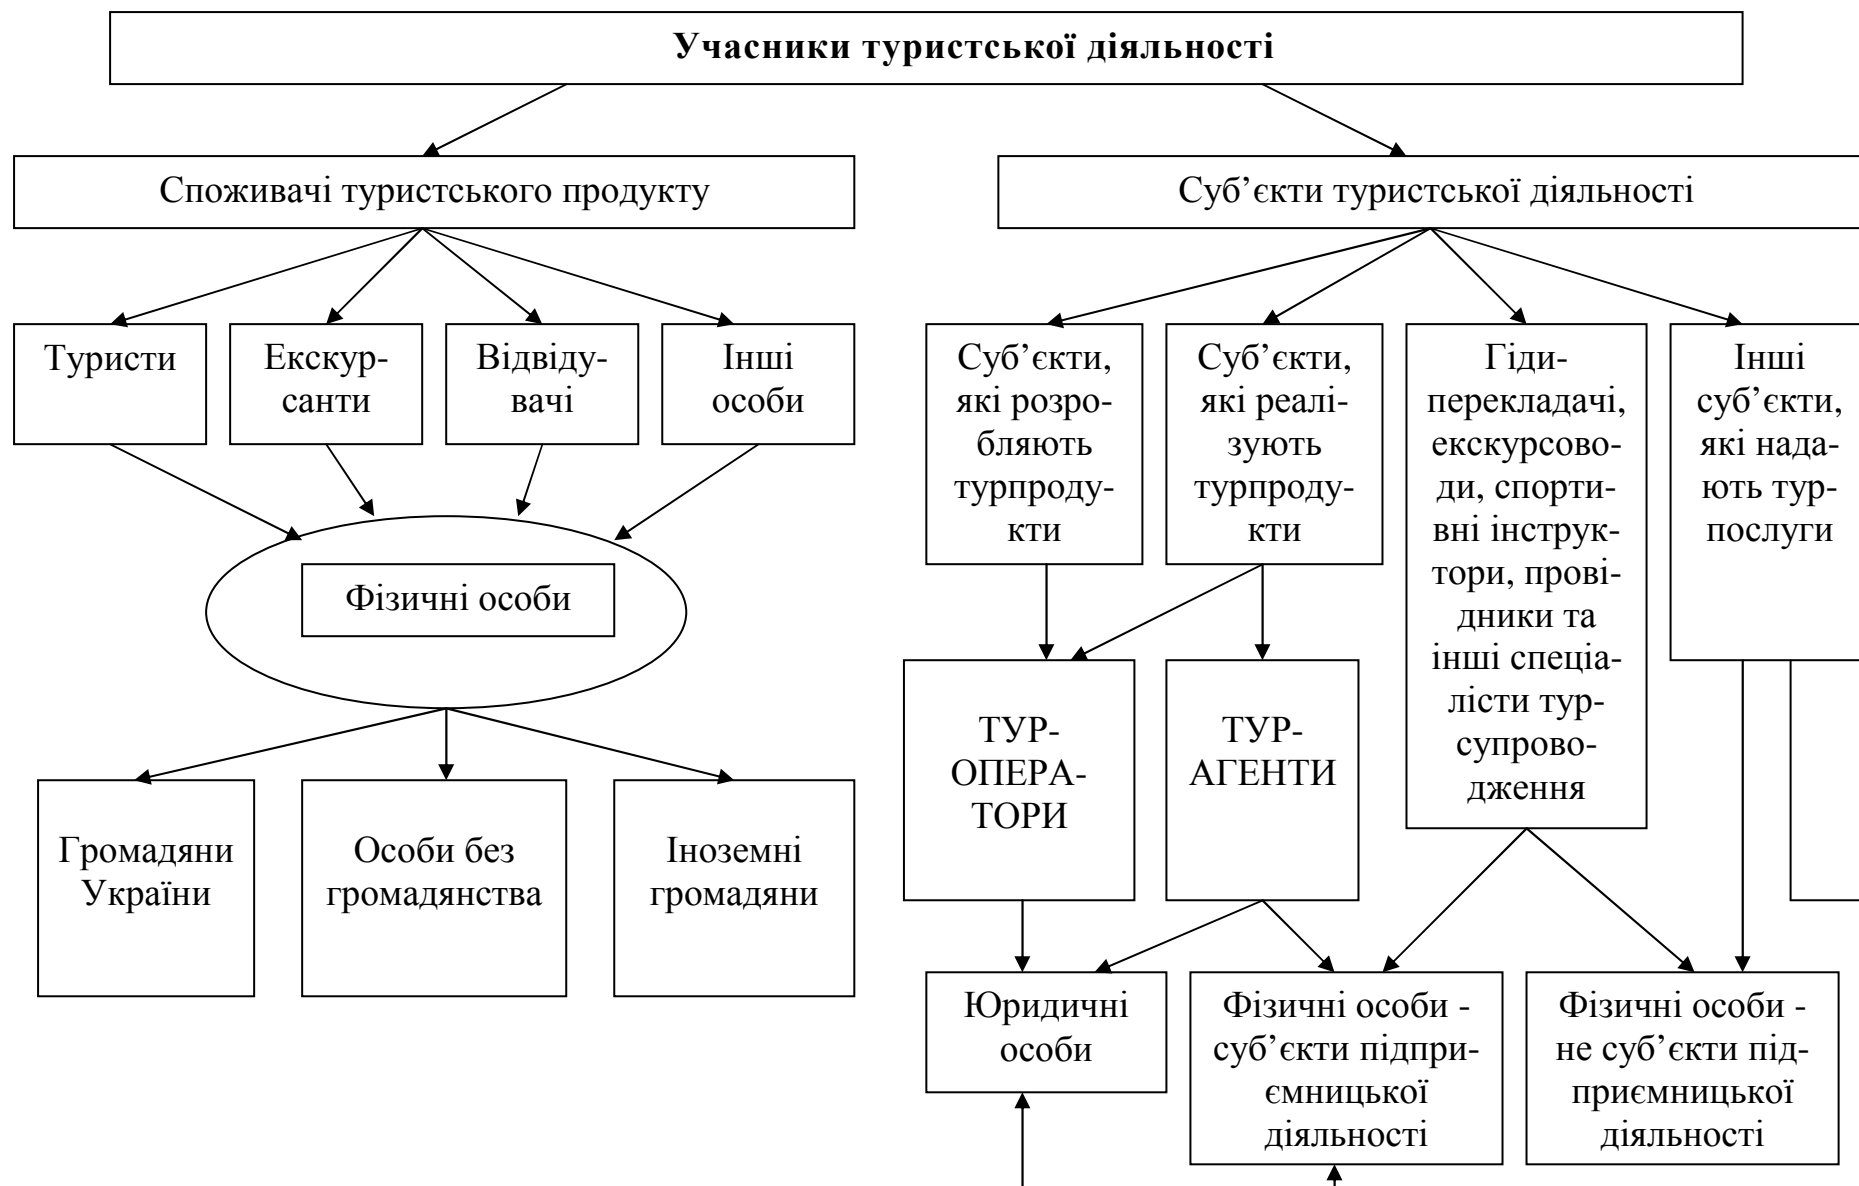 Учасники туристської діяльності
Споживачі туристського продукту
Суб’єкти туристської діяльності
Туристи
Екскур-
санти
Відвіду-
вачі
Інші
особи
Суб’єкти,
які розро-
бляють
турпроду-
кти
Суб’єкти,
які реалі-
зують
турпроду-
кти
Гіди-
перекладачі,
екскурсово-
ди, спорти-
вні інструк-
тори, прові-
дники та
інші спеціа-
лісти тур-
супрово-
дження
Інші
суб’єкти,
які нада-
ють тур-
послуги
Фізичні особи
ТУР-
ОПЕРА-
ТОРИ
ТУР-
АГЕНТИ
Громадяни
України
Особи без
громадянства
Іноземні
громадяни
Юридичні
особи
Фізичні особи -
суб’єкти підпри-
ємницької
діяльності
Фізичні особи -
не суб’єкти під-
приємницької
діяльності